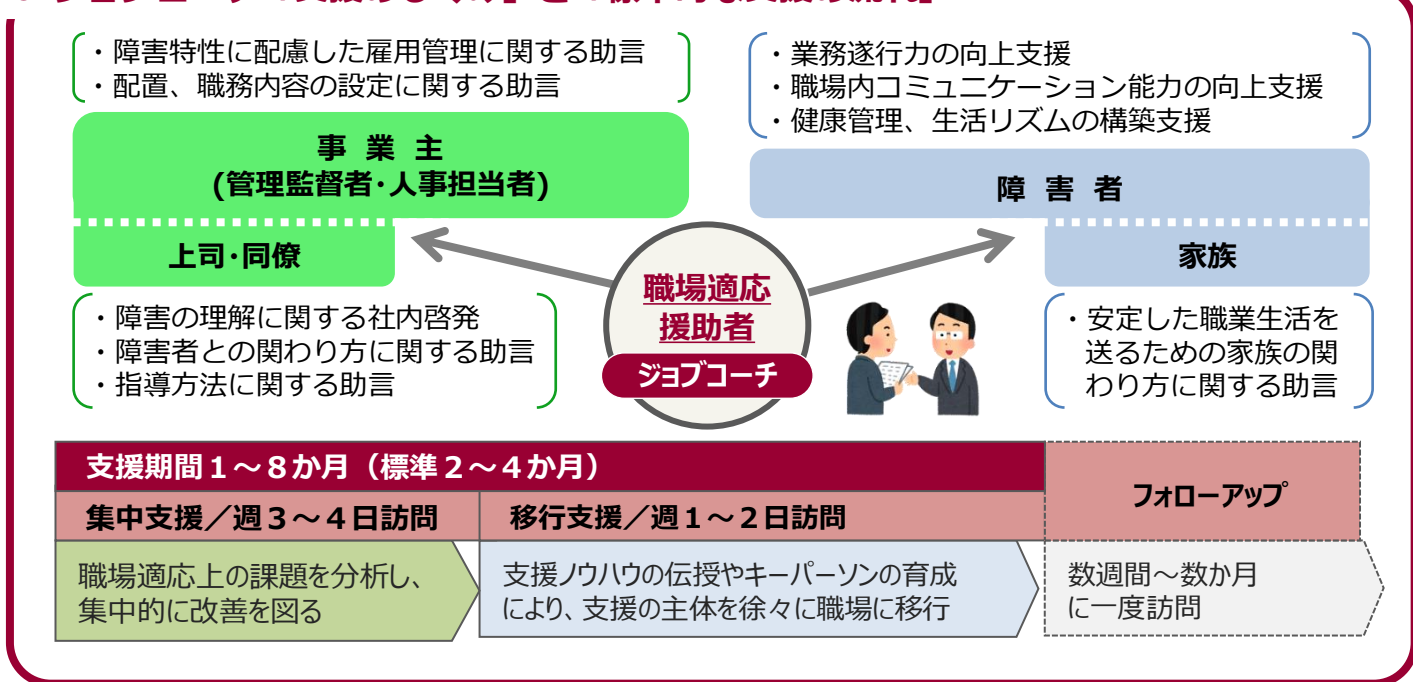 ・障害特性に配慮した雇用管理に関する助言
・配置、職務内容の設定に関する助言
・業務遂行力の向上支援
・職場内コミュニケーション能力の向上支援
・健康管理、生活リズムの構築支援
事 業 主
(管理監督者･人事担当者)
障 害 者
上司･同僚
家族
職場適応
援助者
ジョブコーチ
・障害の理解に関する社内啓発
・障害者との関わり方に関する助言
・指導方法に関する助言
・安定した職業生活を
送るための家族の関
わり方に関する助言
支援期間１～８か月（標準２～４か月）
フォローアップ
集中支援／週３～４日訪問
移行支援／週１～２日訪問
職場適応上の課題を分析し、
集中的に改善を図る
支援ノウハウの伝授やキーパーソンの育成
により、支援の主体を徐々に職場に移行
数週間～数か月
に一度訪問